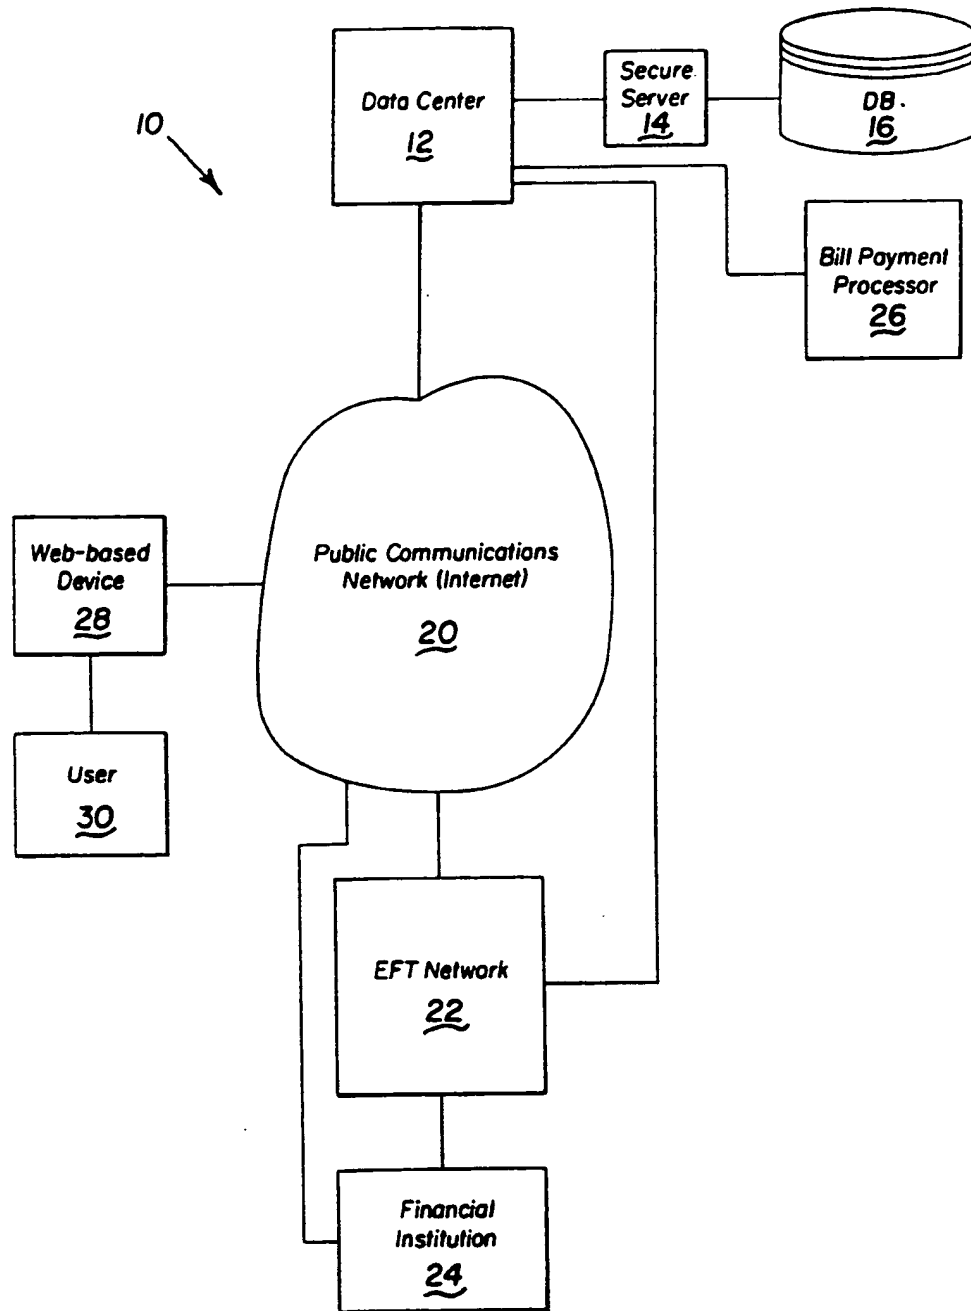 10
Data Center
12
Secure
Server
14
DB.
16
Bill Payment
Processor
26
Public Communications
Network (Internet)
20
Web-based
Device
28
User
30
EFT Network
22
Financial
Institution
24